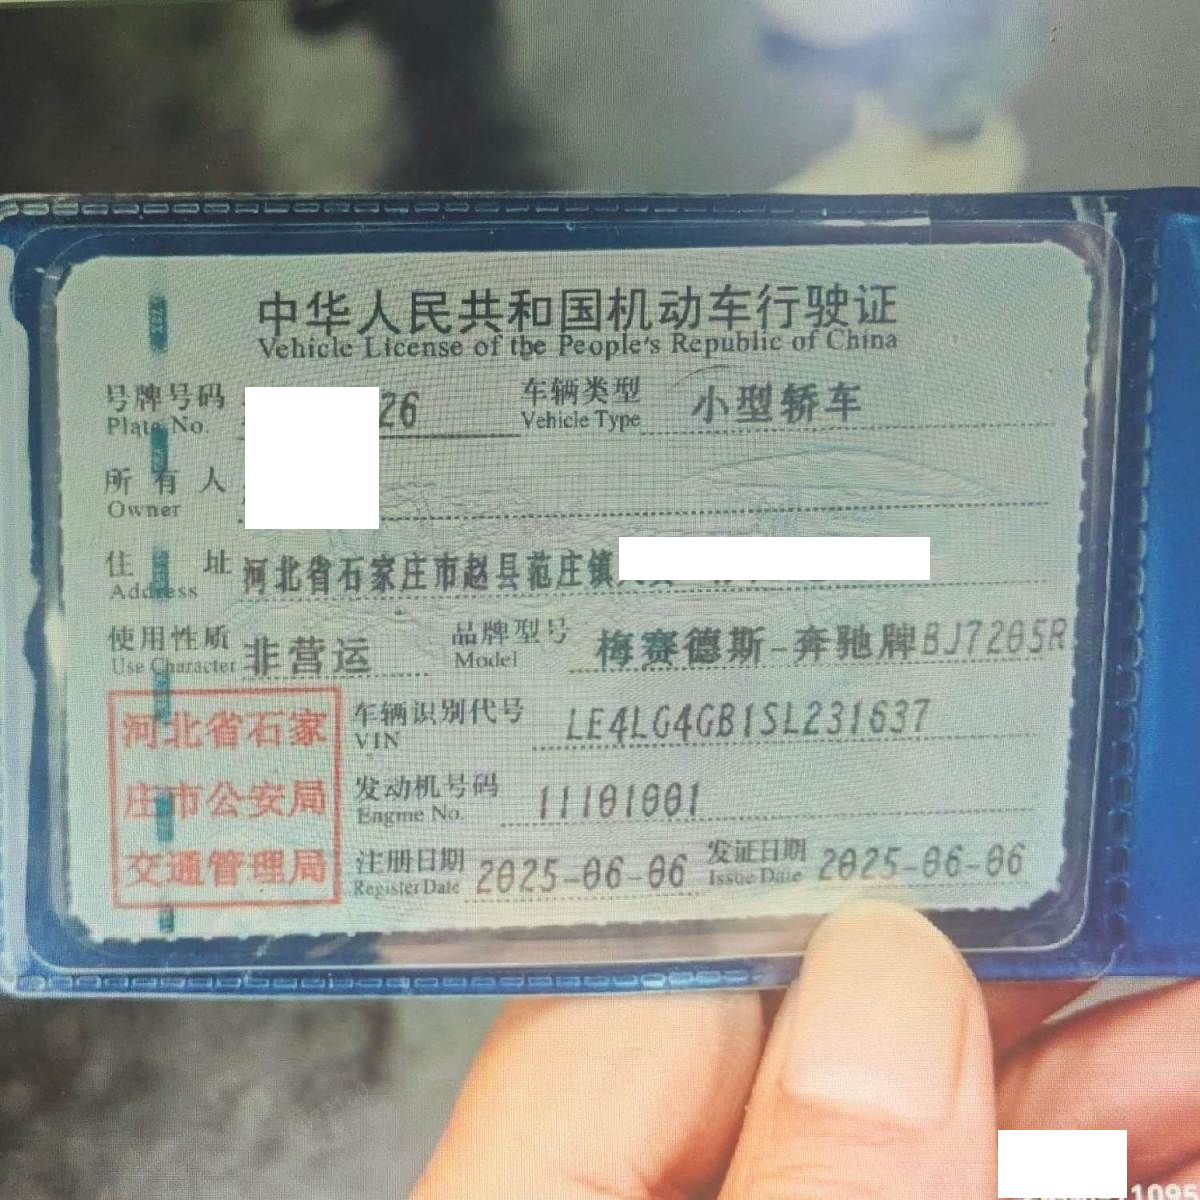 中华人民共和国机动车行驶证
Vehicle License of the People's Republic of China
号牌号码 26 车辆类型 小型轿车
Plate No. Vehicle Type
所有人
Owner
住址 河北省石家庄市赵县范庄镇
Address
使用性质 非营运 品牌型号 梅赛德斯-奔驰牌BJ7205R
Use Character Model
河北省石家
庄市公安局
交通管理局
车辆识别代号 LE4LG4GB1SL231637
VIN
发动机号码 11101001
Engine No.
注册日期 2025-06-06 发证日期 2025-06-06
Register Date Issue Date